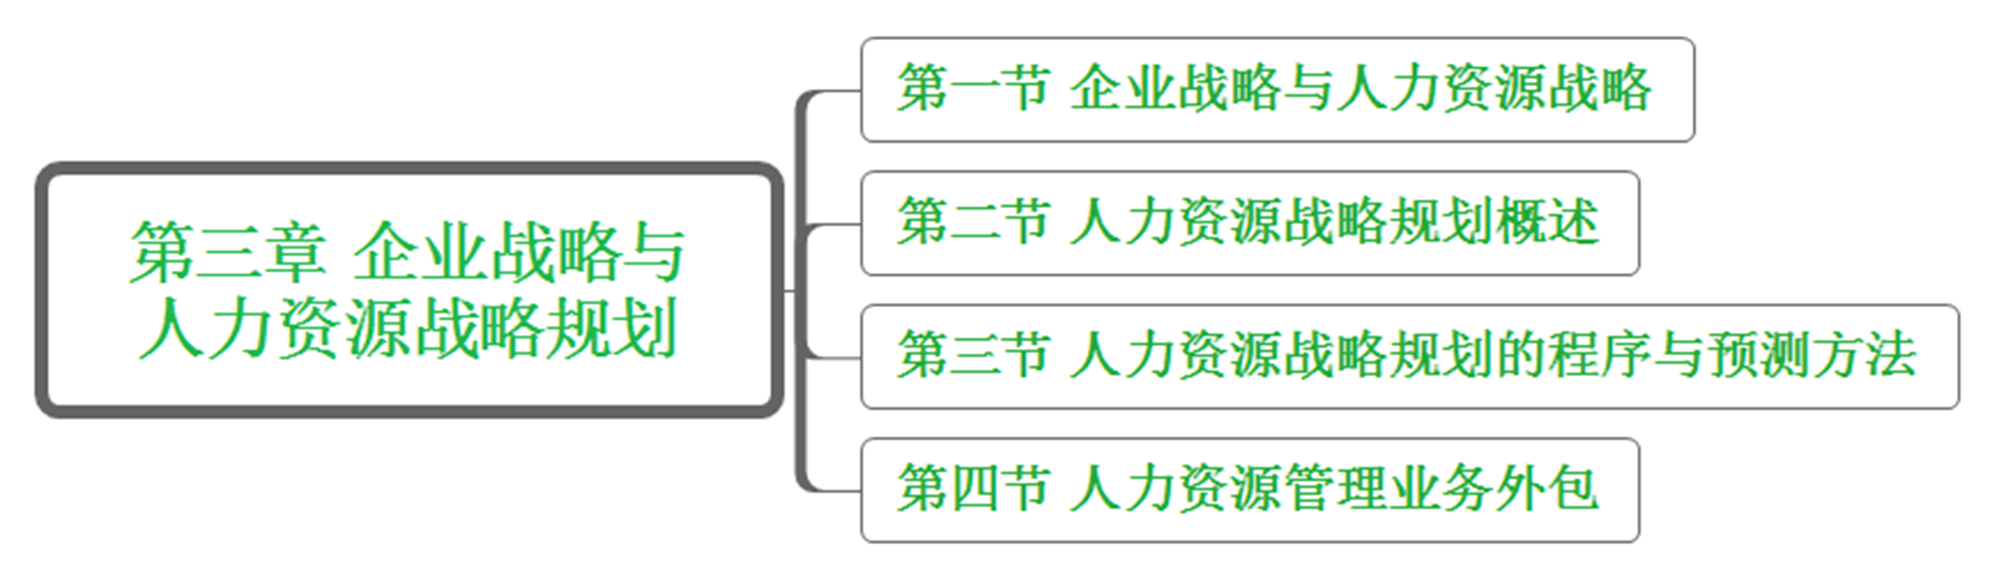 第三章 企业战略与
人力资源战略规划
第一节 企业战略与人力资源战略
第二节 人力资源战略规划概述
第三节 人力资源战略规划的程序与预测方法
第四节 人力资源管理业务外包